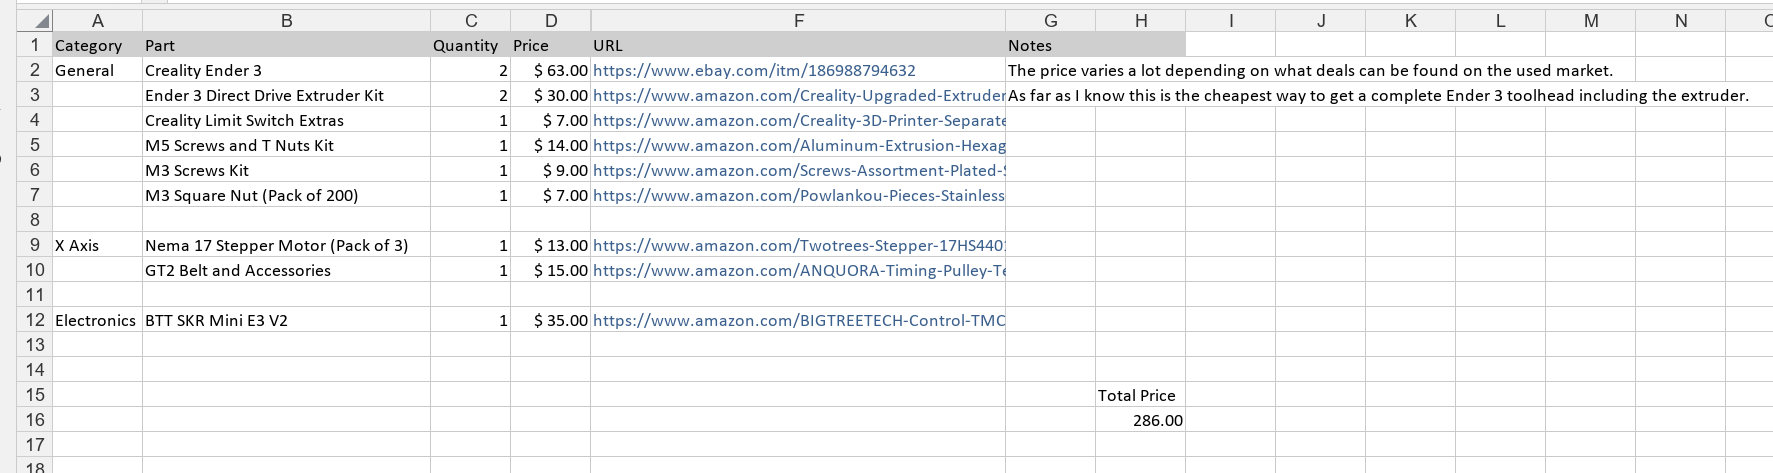 A B C D F G H I J K L M N
1 Category Part Quantity Price URL Notes
2 General Creality Ender 3 2 $ 63.00 https://www.ebay.com/itm/186988794632 The price varies a lot depending on what deals can be found on the used market.
3 Ender 3 Direct Drive Extruder Kit 2 $ 30.00 https://www.amazon.com/Creality-Upgraded-Extruder As far as I know this is the cheapest way to get a complete Ender 3 toolhead including the extruder.
4 Creality Limit Switch Extras 1 $ 7.00 https://www.amazon.com/Creality-3D-Printer-Separate
5 M5 Screws and T Nuts Kit 1 $ 14.00 https://www.amazon.com/Aluminum-Extrusion-Hexag
6 M3 Screws Kit 1 $ 9.00 https://www.amazon.com/Screws-Assortment-Plated-
7 M3 Square Nut (Pack of 200) 1 $ 7.00 https://www.amazon.com/Powlankou-Pieces-Stainless
8
9 X Axis Nema 17 Stepper Motor (Pack of 3) 1 $ 13.00 https://www.amazon.com/Twotrees-Stepper-17HS440
10 GT2 Belt and Accessories 1 $ 15.00 https://www.amazon.com/ANQUORA-Timing-Pulley-Te
11
12 Electronics BTT SKR Mini E3 V2 1 $ 35.00 https://www.amazon.com/BIGTREETECH-Control-TMC
13
14
15 Total Price
16 286.00
17
18